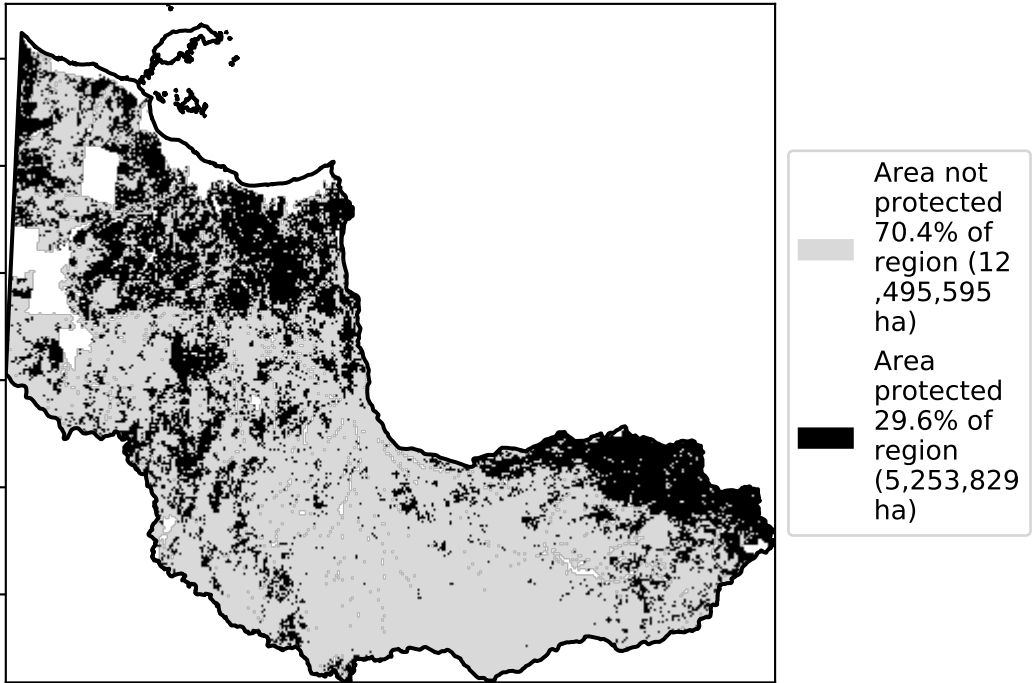 Area not
protected
70.4% of
region (12
,495,595
ha)
Area
protected
29.6% of
region
(5,253,829
ha)